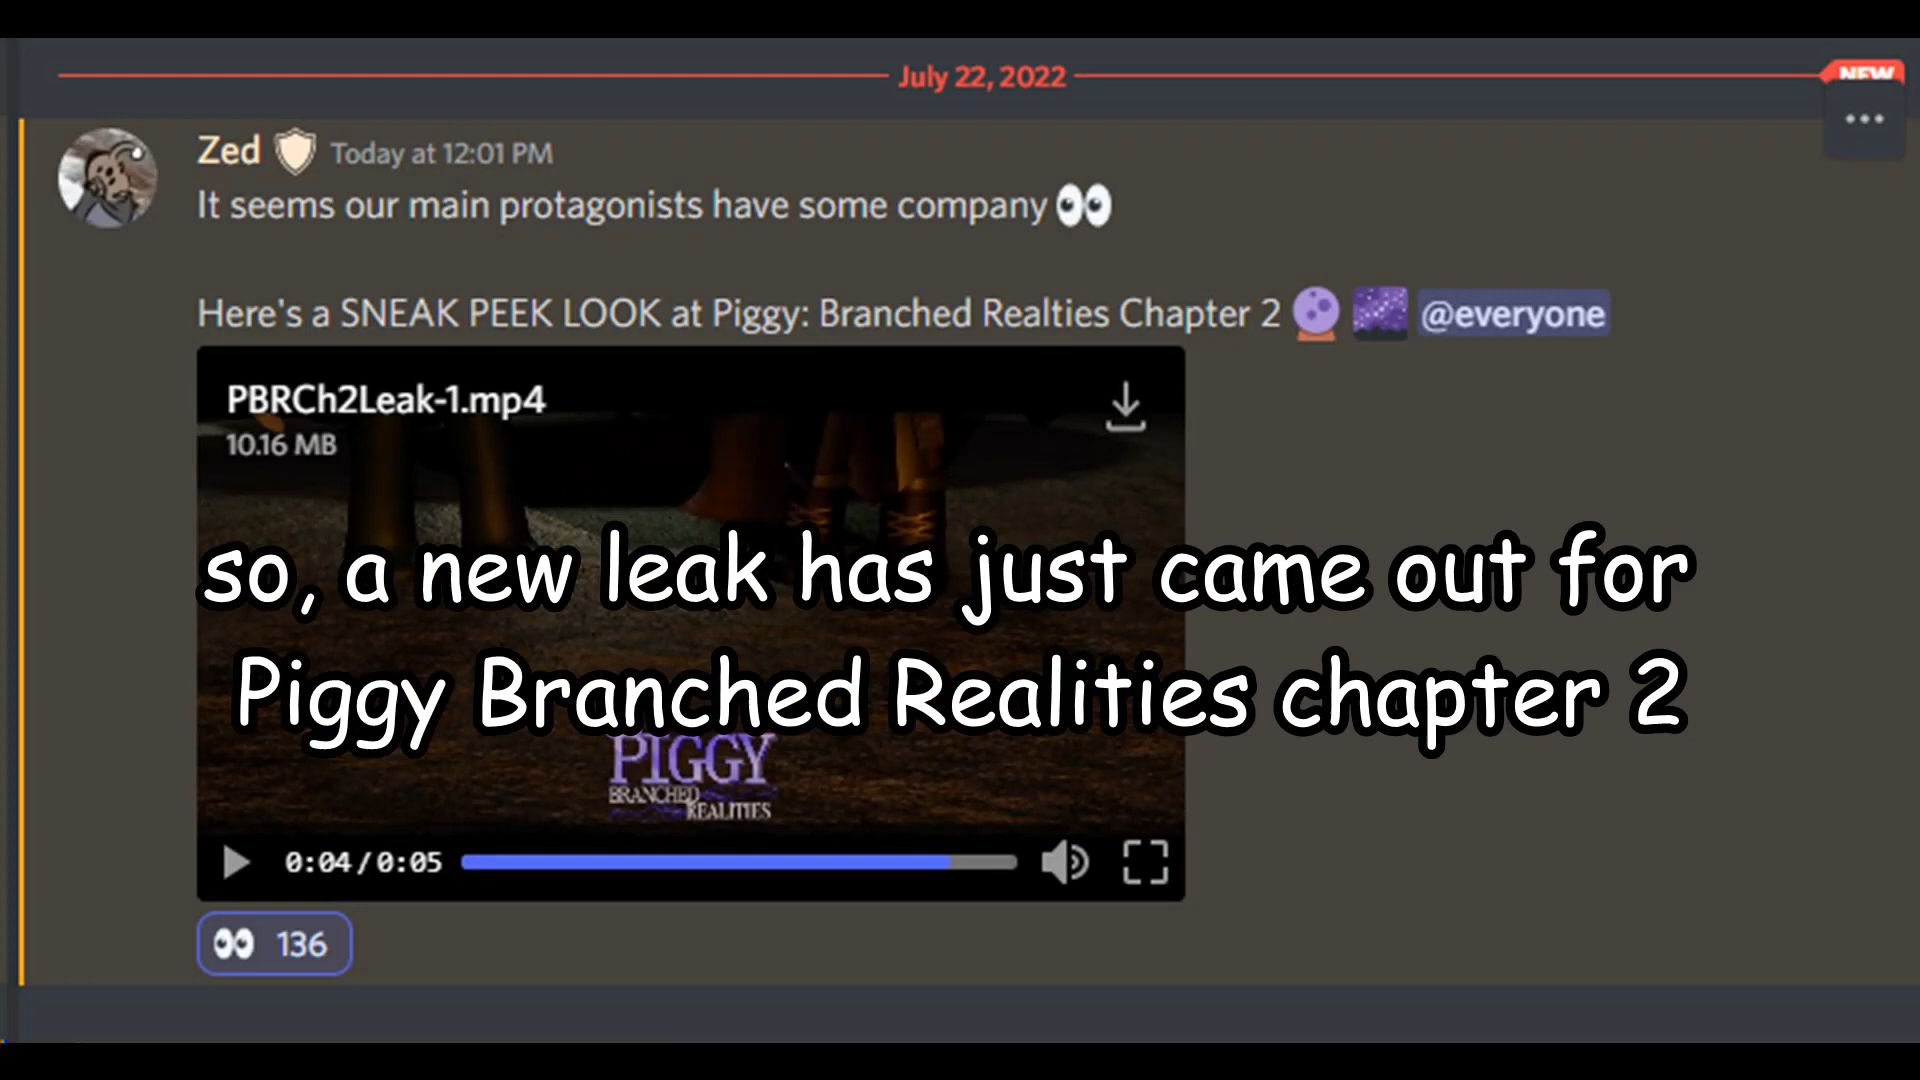 July 22, 2022
NEW
Zed Today at 12:01 PM
It seems our main protagonists have some company
Here's a SNEAK PEEK LOOK at Piggy: Branched Realties Chapter 2 @everyone
PBRCh2Leak-1.mp4
10.16 MB
so, a new leak has just came out for
Piggy Branched Realities chapter 2
PIGGY
BRANCHED
REALITIES
0:04/0:05
136